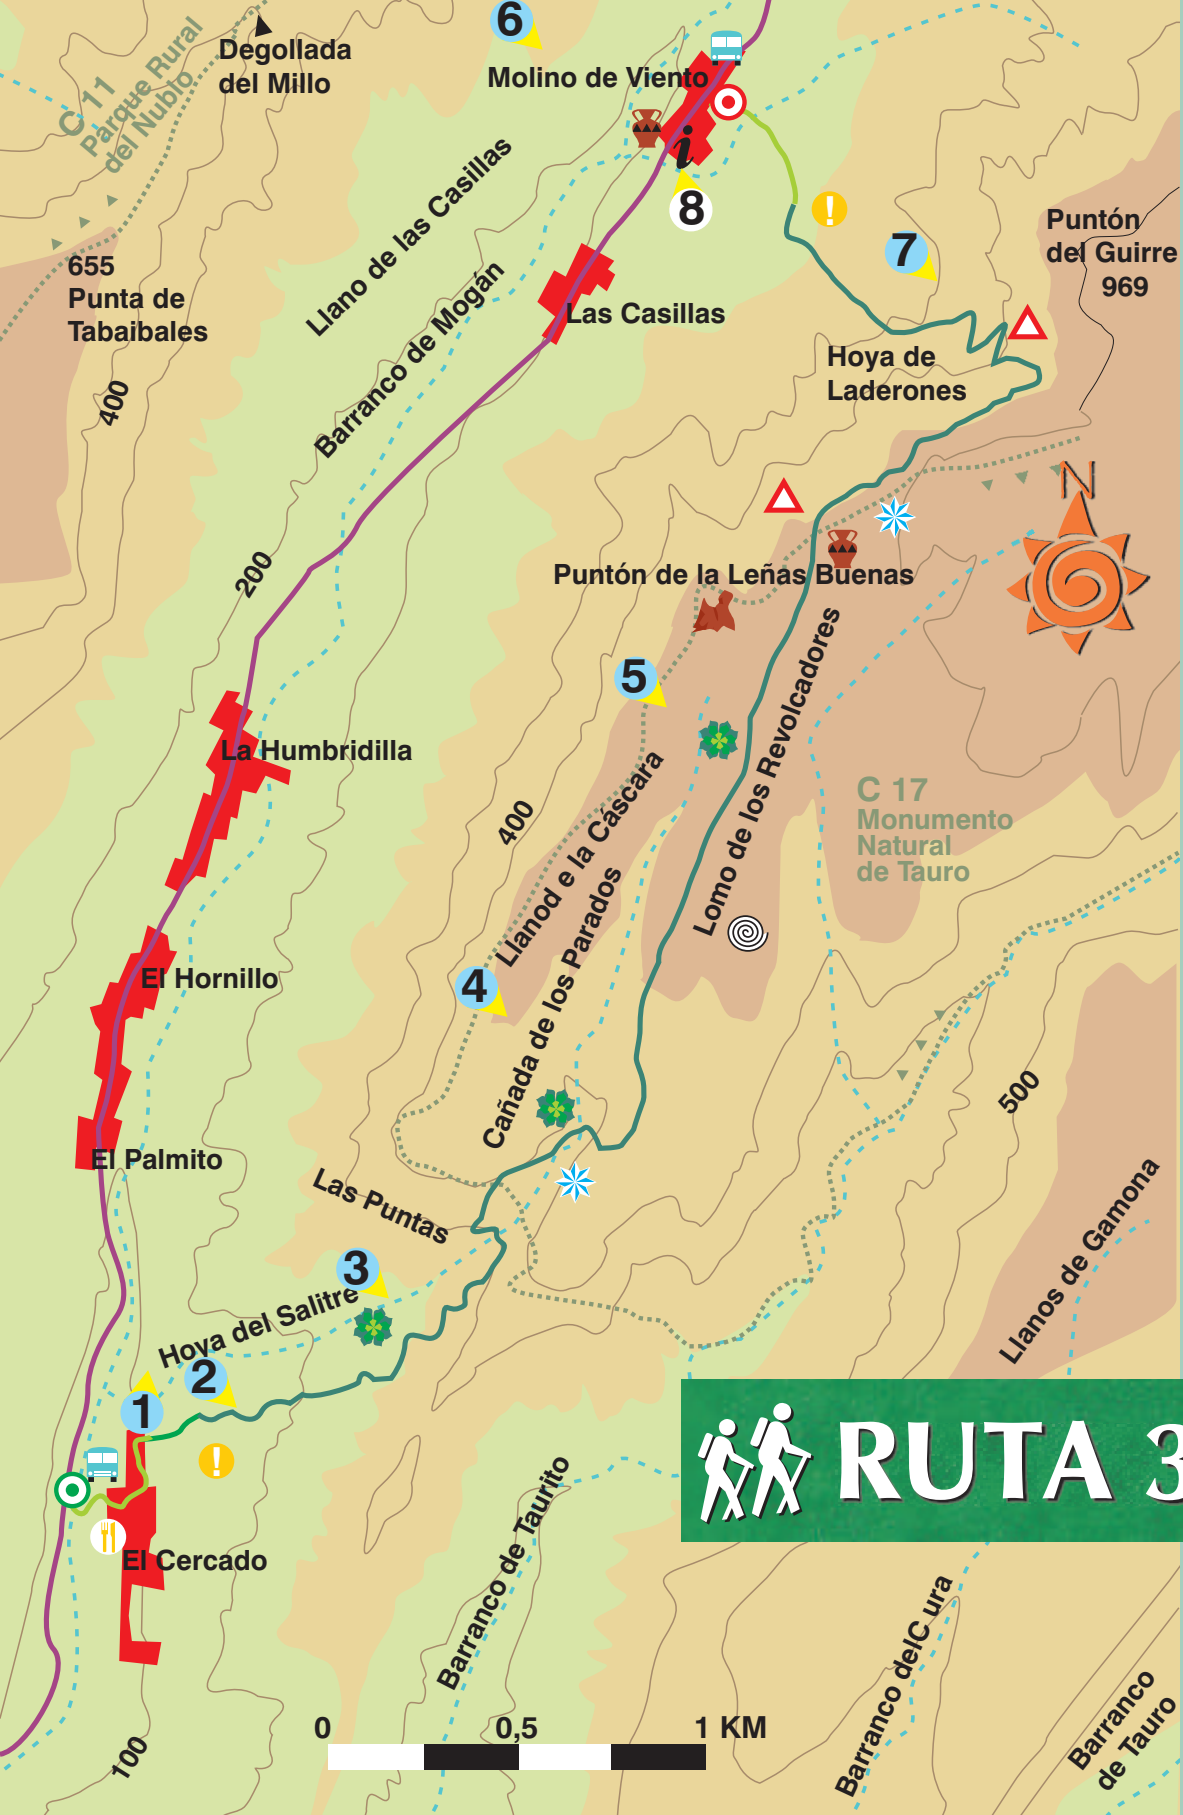 6
Degollada
del Millo
C 11
Parque Rural
del Nublo
Molino de Viento
i
8
!
7
Puntón
del Guirre
969
655
Punta de
Tabaibales
Llano de las Casillas
Barranco de Mogán
Las Casillas
Hoya de
Laderones
400
N
200
Puntón de la Leñas Buenas
5
Lomo de los Revolcadores
La Humbridilla
400
Llanod e la Cáscara
C 17
Monumento
Natural
de Tauro
Cañada de los Parados
4
El Hornillo
500
El Palmito
Las Puntas
Llanos de Gamona
3
Hoya del Salitre
2
1
RUTA 3
!
Barranco de Taurito
El Cercado
Barranco delC ura
Barranco
de Tauro
100
0
0,5
1 KM